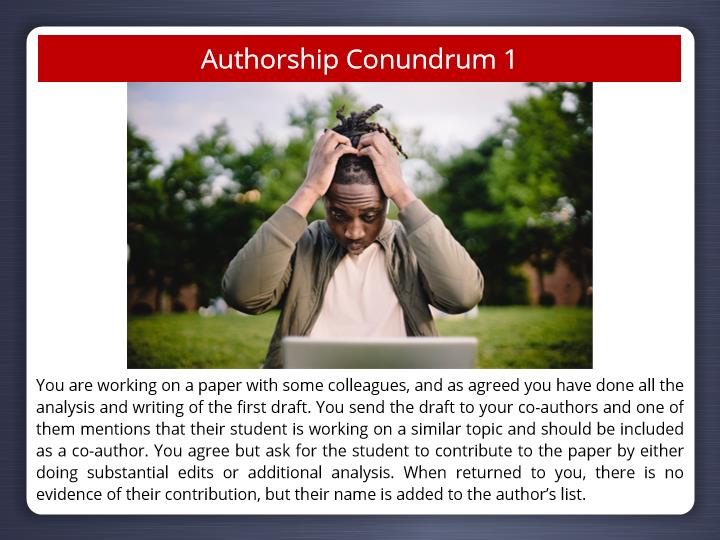 Authorship Conundrum 1
You are working on a paper with some colleagues, and as agreed you have done all the
analysis and writing of the first draft. You send the draft to your co-authors and one of
them mentions that their student is working on a similar topic and should be included
as a co-author. You agree but ask for the student to contribute to the paper by either
doing substantial edits or additional analysis. When returned to you, there is no
evidence of their contribution, but their name is added to the author’s list.